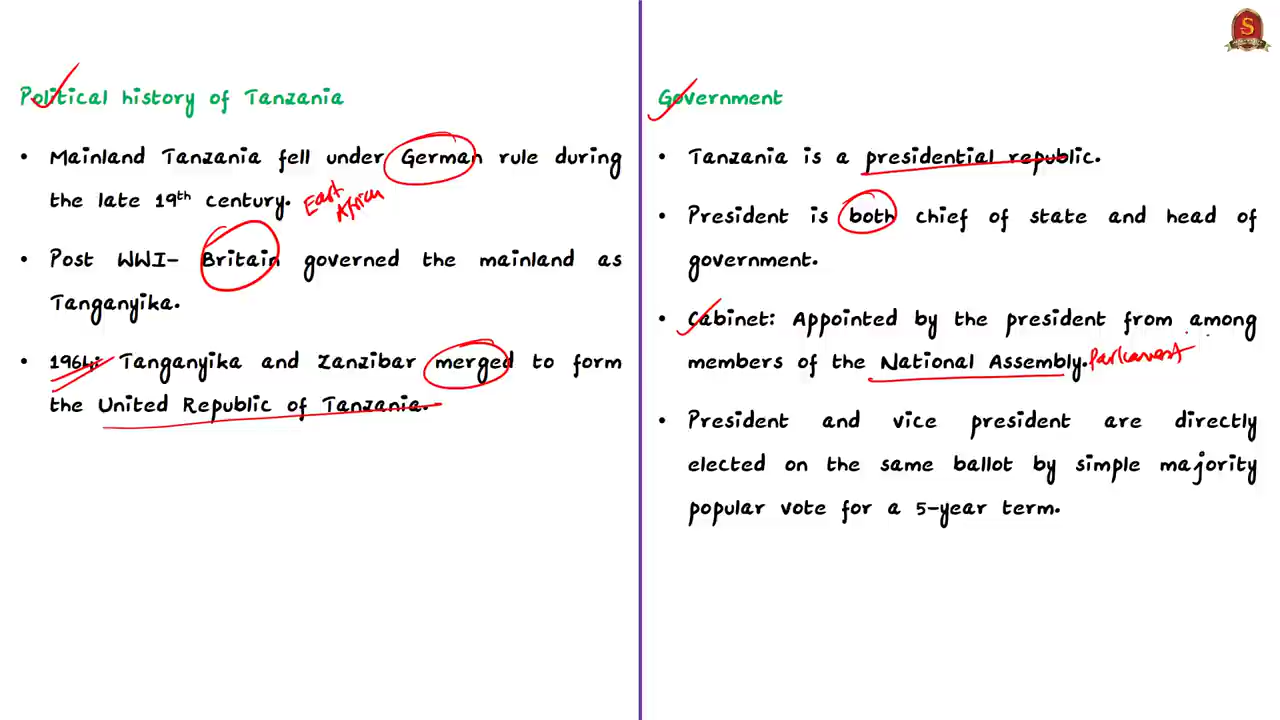 Political history of Tanzania
• Mainland Tanzania fell under German rule during
the late 19th century. East
Africa
• Post WWI- Britain governed the mainland as
Tanganyika.
• 1964: Tanganyika and Zanzibar merged to form
the United Republic of Tanzania.
S
Government
• Tanzania is a presidential republic.
• President is both chief of state and head of
government.
• Cabinet: Appointed by the president from among
members of the National Assembly. Parliament
• President and vice president are directly
elected on the same ballot by simple majority
popular vote for a 5-year term.